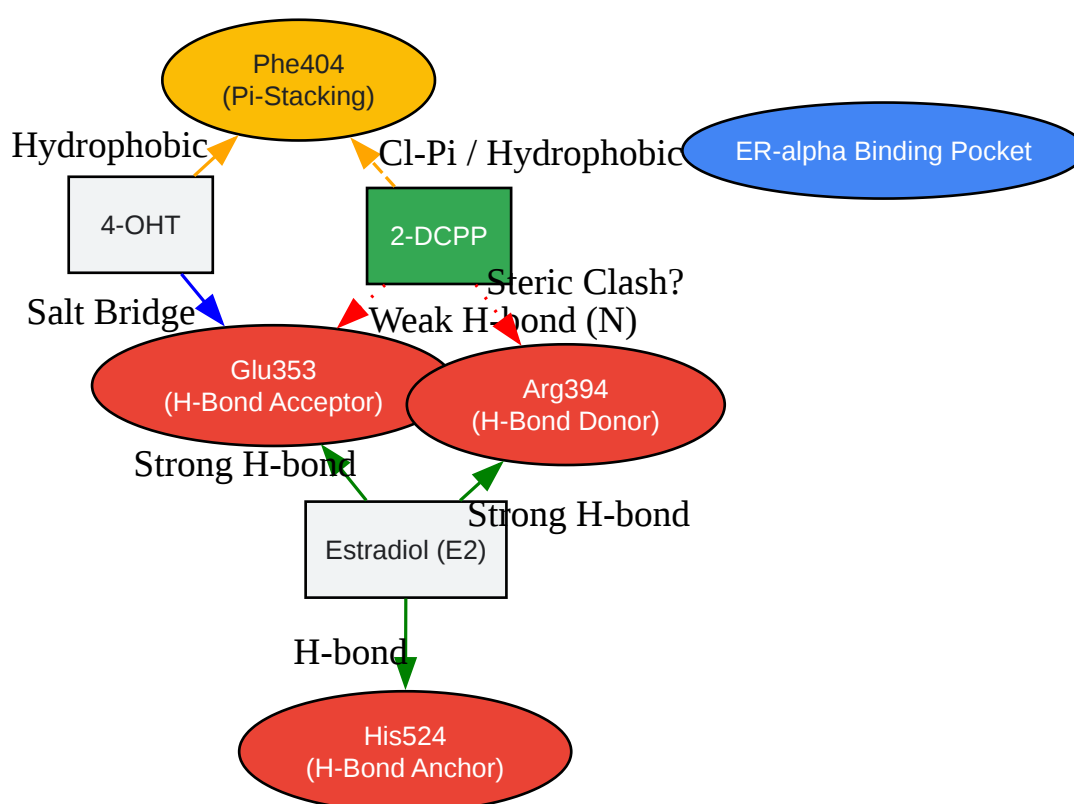 Phe404
(Pi-Stacking)
Hydrophobic
Cl-Pi / Hydrophobic
ER-alpha Binding Pocket
4-OHT
2-DCPP
Steric Clash?
Salt Bridge
Weak H-bond (N)
Glu353
(H-Bond Acceptor)
Arg394
(H-Bond Donor)
Strong H-bond
Strong H-bond
Estradiol (E2)
H-bond
His524
(H-Bond Anchor)